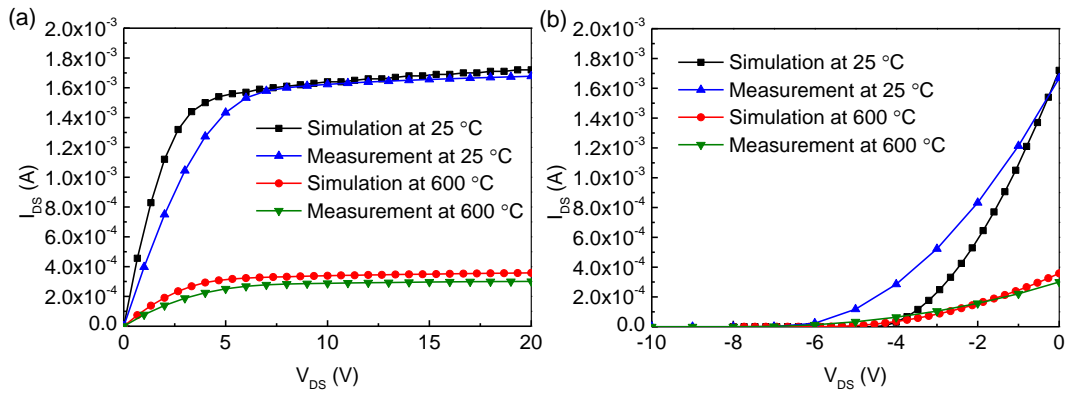 (a)
2.0x10⁻³
1.8x10⁻³
1.6x10⁻³
1.4x10⁻³
1.2x10⁻³
1.0x10⁻³
8.0x10⁻⁴
6.0x10⁻⁴
4.0x10⁻⁴
2.0x10⁻⁴
0.0
I_DS (A)
Simulation at 25 °C
Measurement at 25 °C
Simulation at 600 °C
Measurement at 600 °C
0 5 10 15 20
V_DS (V)
(b)
2.0x10⁻³
1.8x10⁻³
1.6x10⁻³
1.4x10⁻³
1.2x10⁻³
1.0x10⁻³
8.0x10⁻⁴
6.0x10⁻⁴
4.0x10⁻⁴
2.0x10⁻⁴
0.0
I_DS (A)
Simulation at 25 °C
Measurement at 25 °C
Simulation at 600 °C
Measurement at 600 °C
-10 -8 -6 -4 -2 0
V_DS (V)